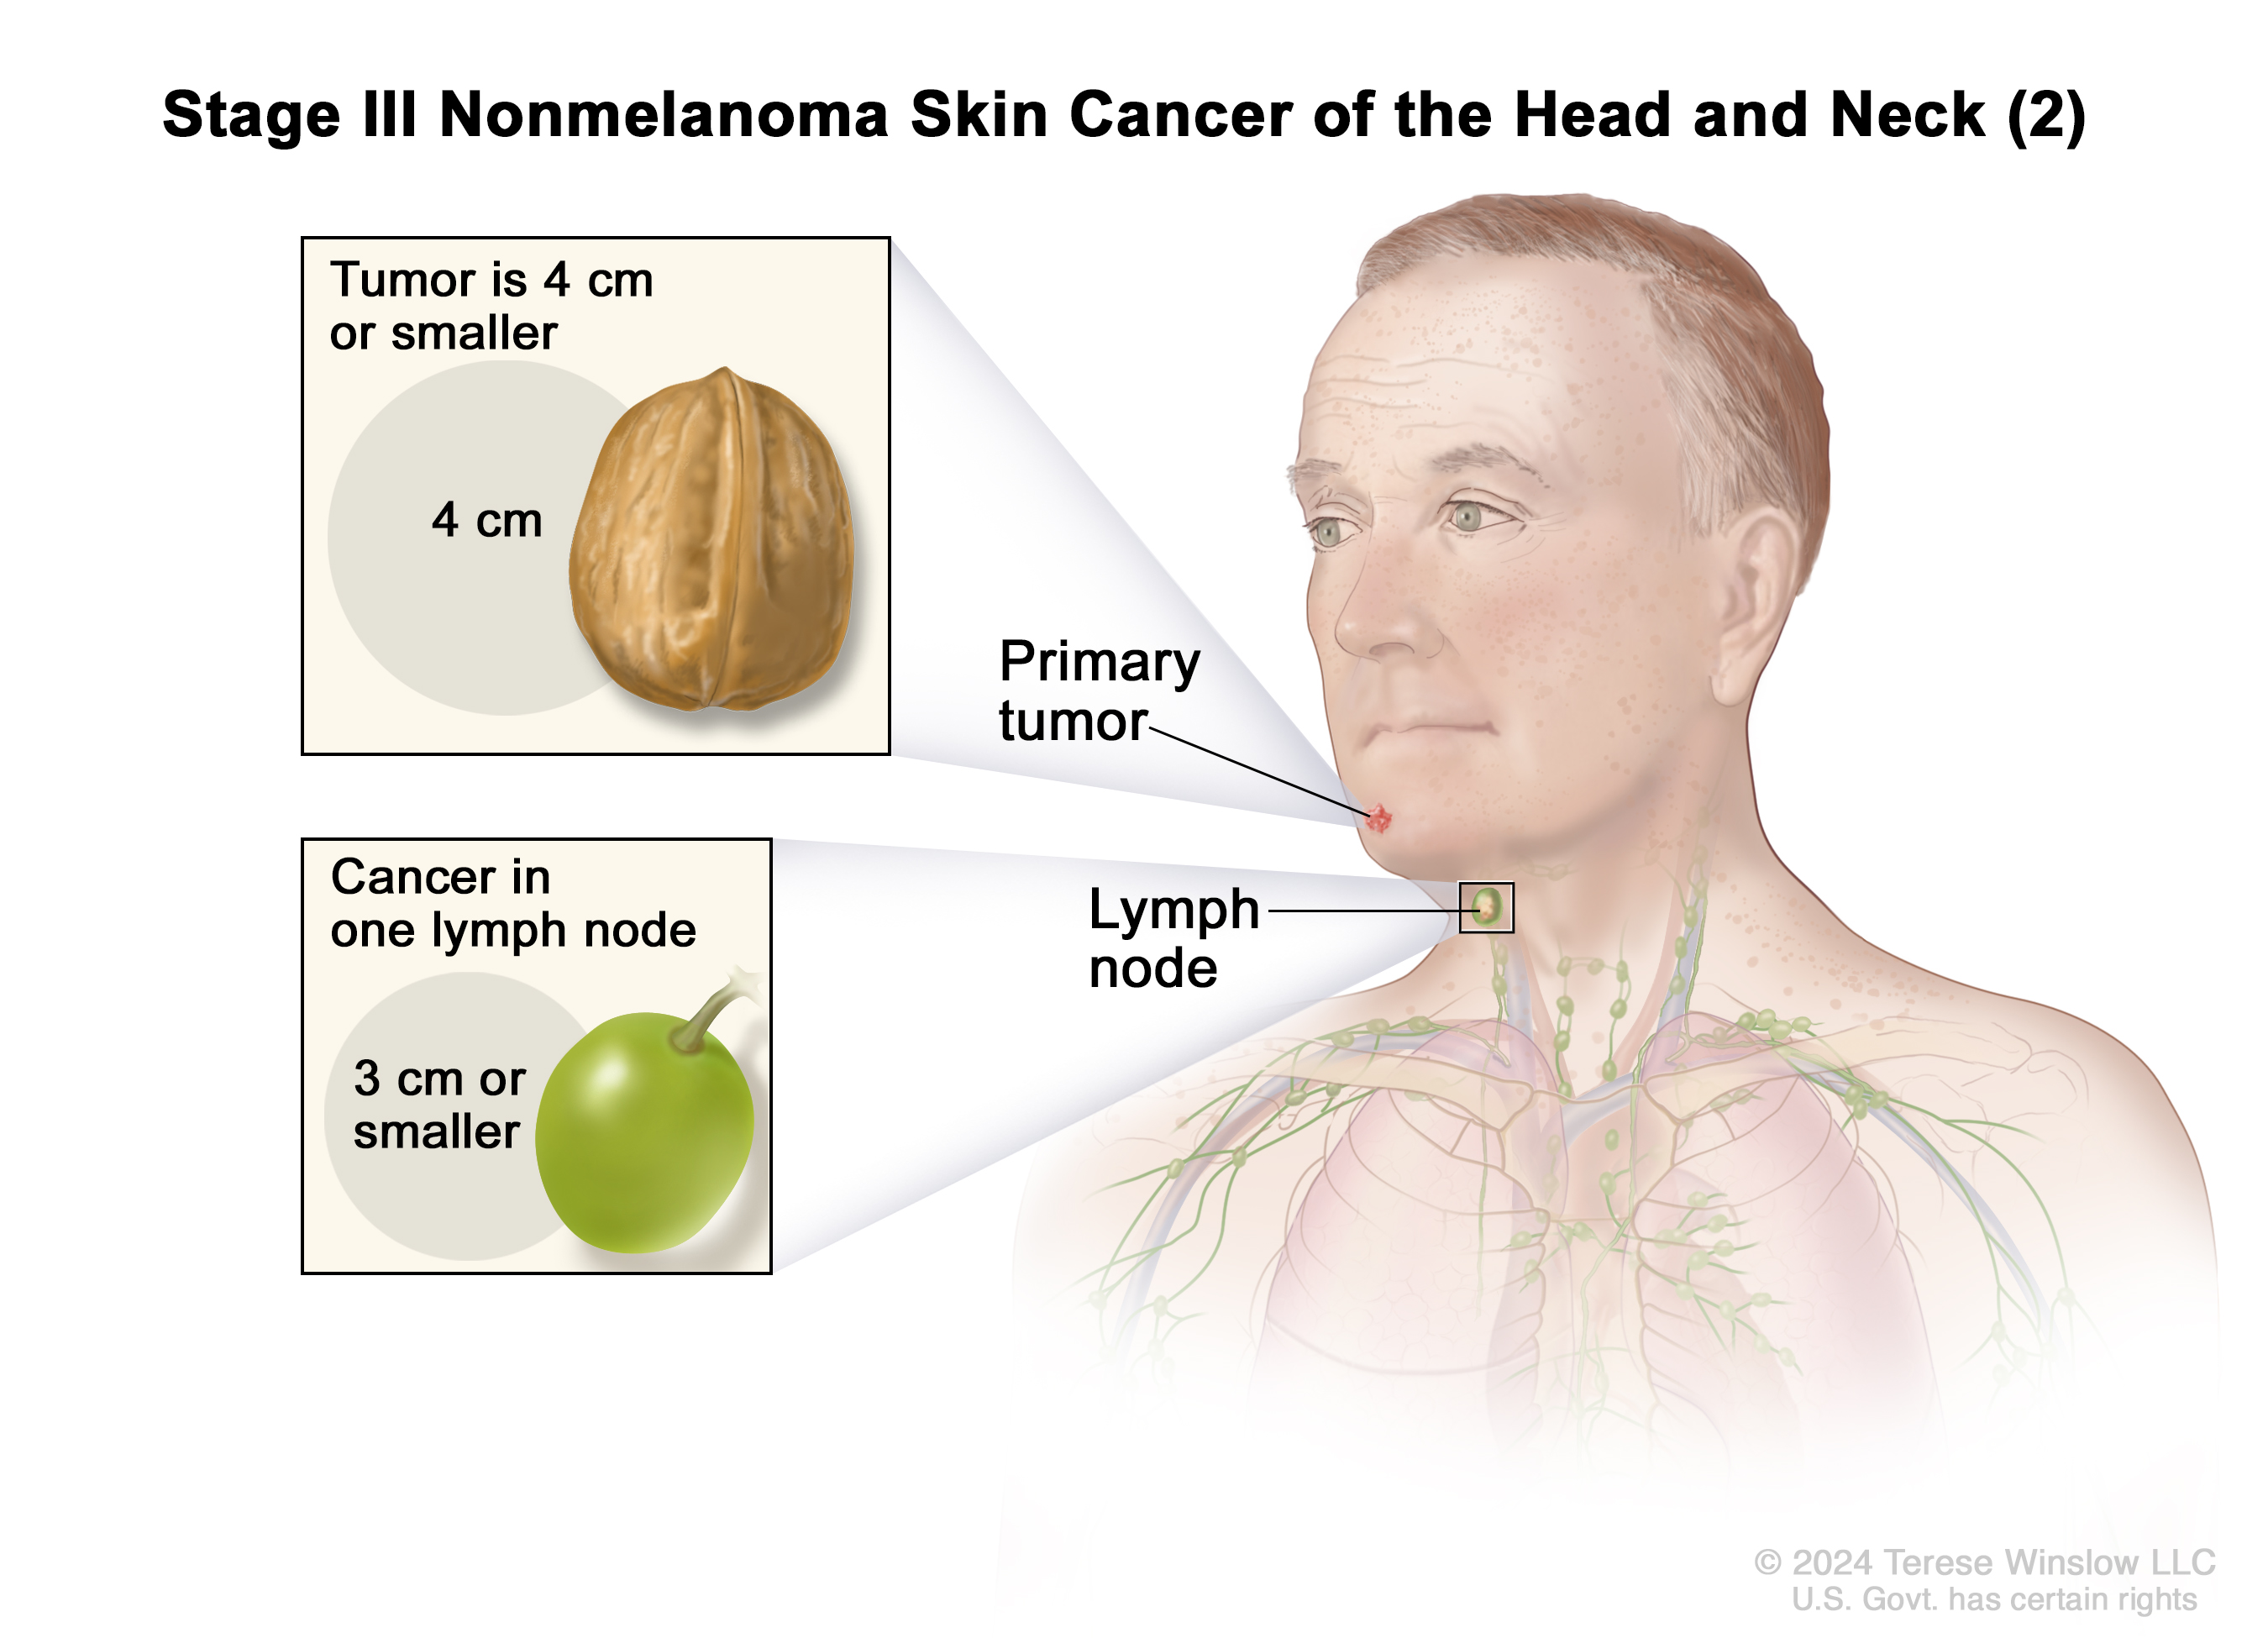 Stage III Nonmelanoma Skin Cancer of the Head and Neck (2)
Tumor is 4 cm
or smaller
4 cm
Primary
tumor
Cancer in
one lymph node
3 cm or
smaller
Lymph
node
© 2024 Terese Winslow LLC
U.S. Govt. has certain rights